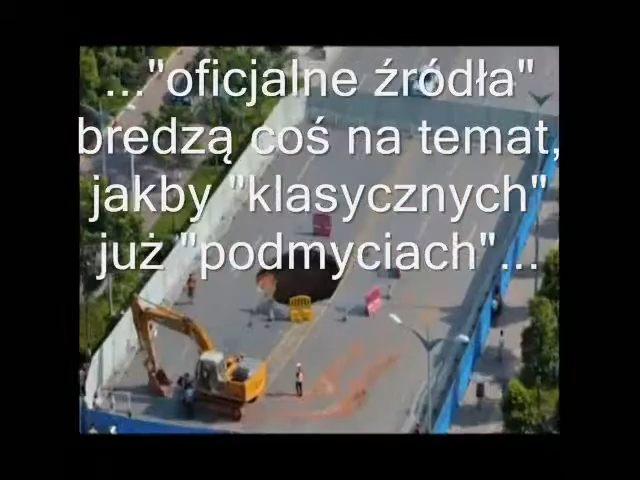 ..."oficjalne źródła"
bredzą coś na temat,
jakby "klasycznych"
już "podmyciach"...